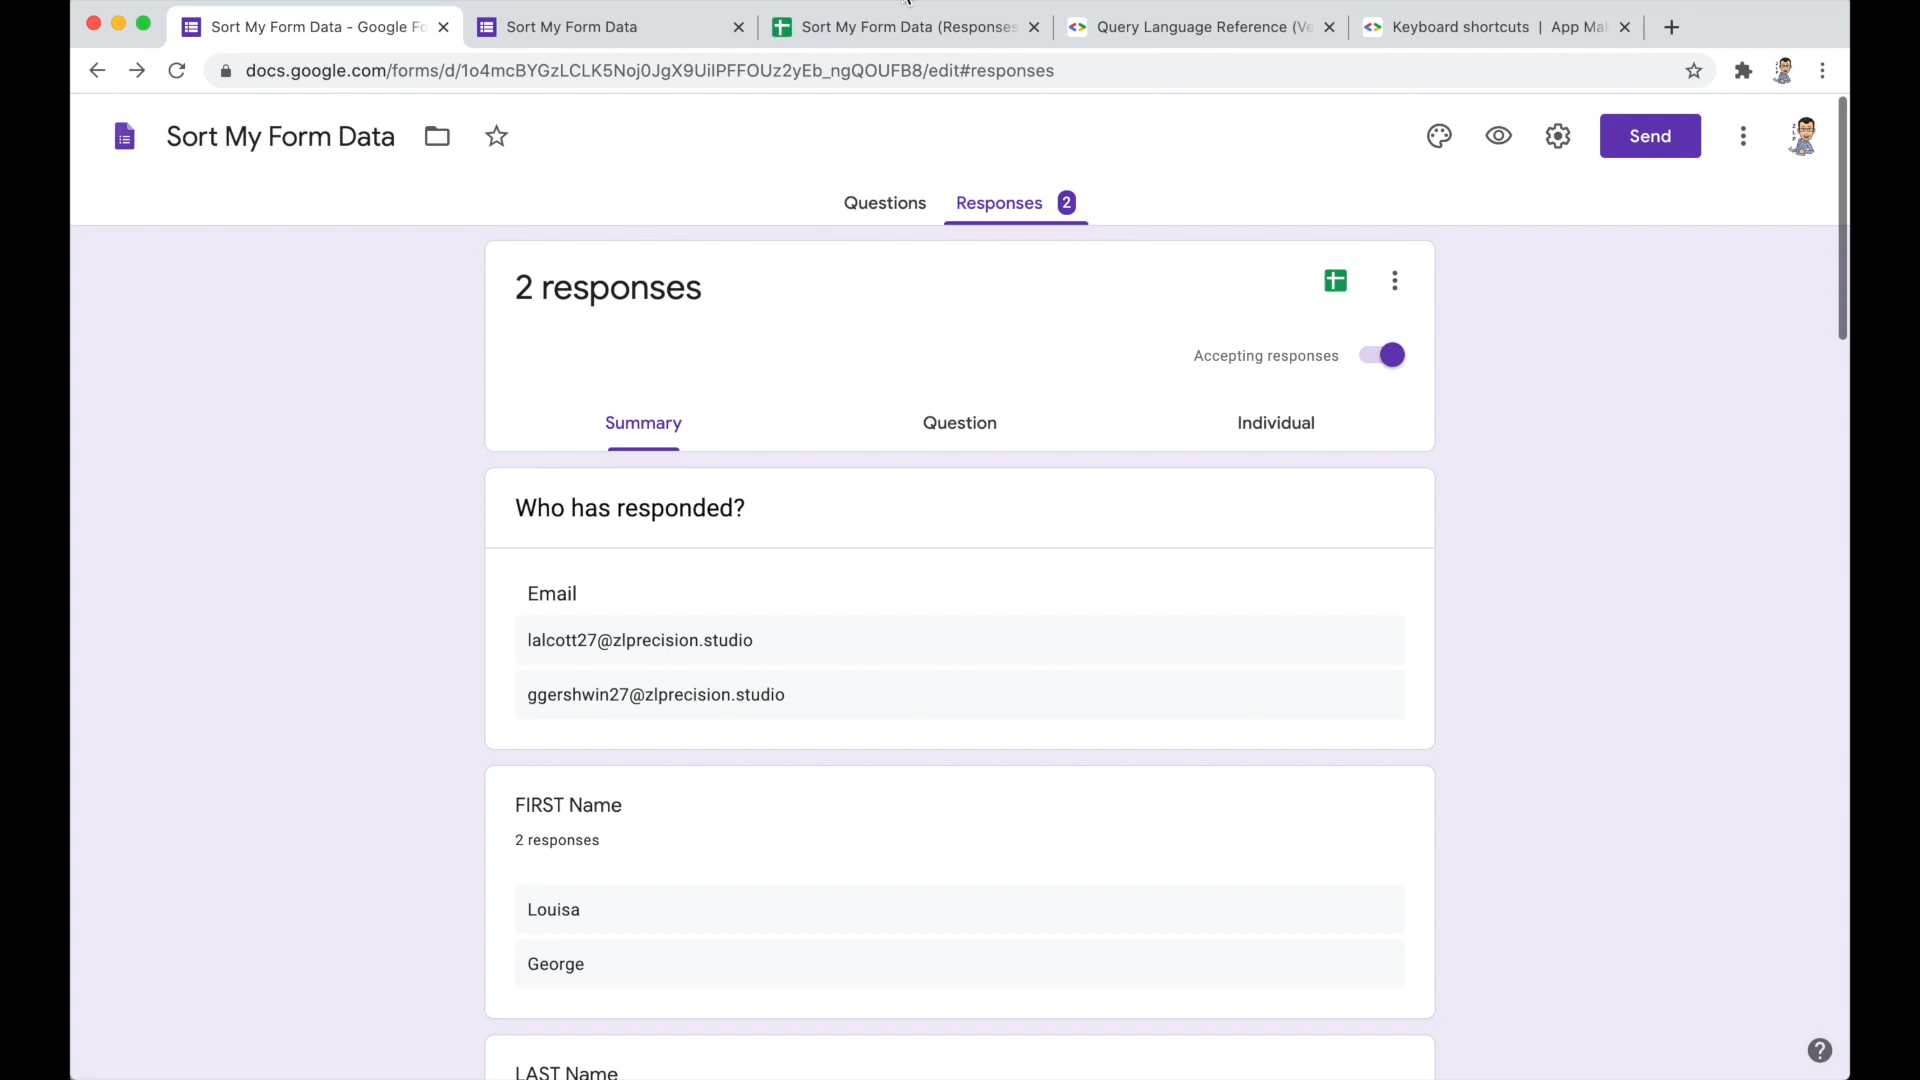 Sort My Form Data - Google Fo
Sort My Form Data
Sort My Form Data (Responses
Query Language Reference (Ve
Keyboard shortcuts | App Mak
docs.google.com/forms/d/1o4mcBYGzLCLK5Noj0JgX9UiIPFFOUz2yEb_ngQOUFB8/edit#responses
Sort My Form Data
Send
Questions
Responses 2
2 responses
Accepting responses
Summary
Question
Individual
Who has responded?
Email
lalcott27@zlprecision.studio
ggershwin27@zlprecision.studio
FIRST Name
2 responses
Louisa
George
LAST Name